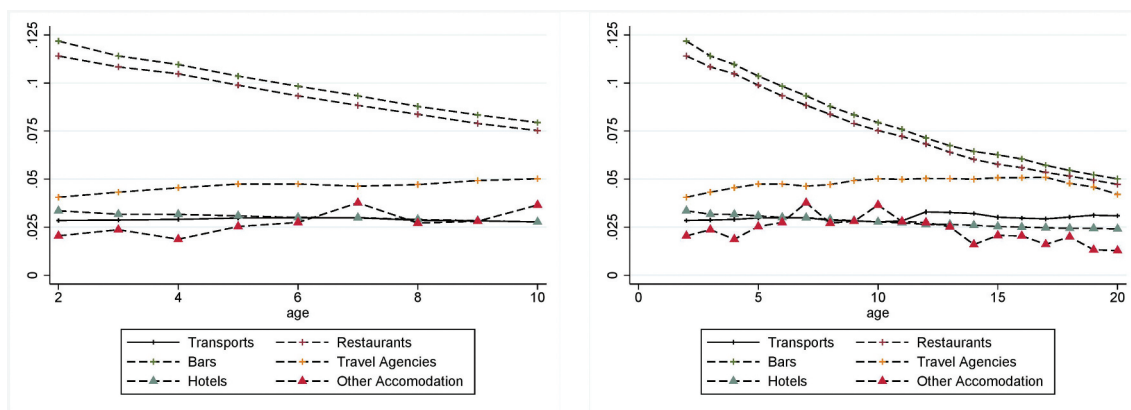 .125
.1
.075
.05
.025
0
2
4
6
8
10
age
Transports
Restaurants
Bars
Travel Agencies
Hotels
Other Accomodation
.125
.1
.075
.05
.025
0
0
5
10
15
20
age
Transports
Restaurants
Bars
Travel Agencies
Hotels
Other Accomodation